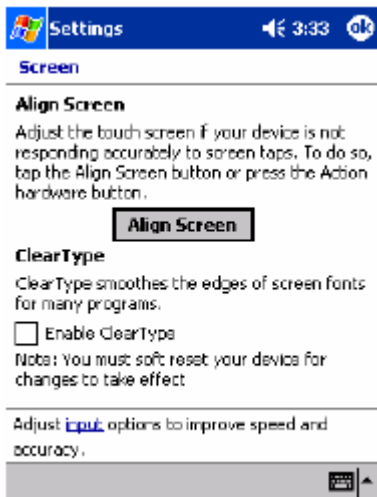 Settings 3:33 ok
Screen
Align Screen
Adjust the touch screen if your device is not
responding accurately to screen taps. To do so,
tap the Align Screen button or press the Action
hardware button.
Align Screen
ClearType
ClearType smoothes the edges of screen fonts
for many programs.
Enable ClearType
Note: You must soft reset your device for
changes to take effect
Adjust input options to improve speed and
accuracy.